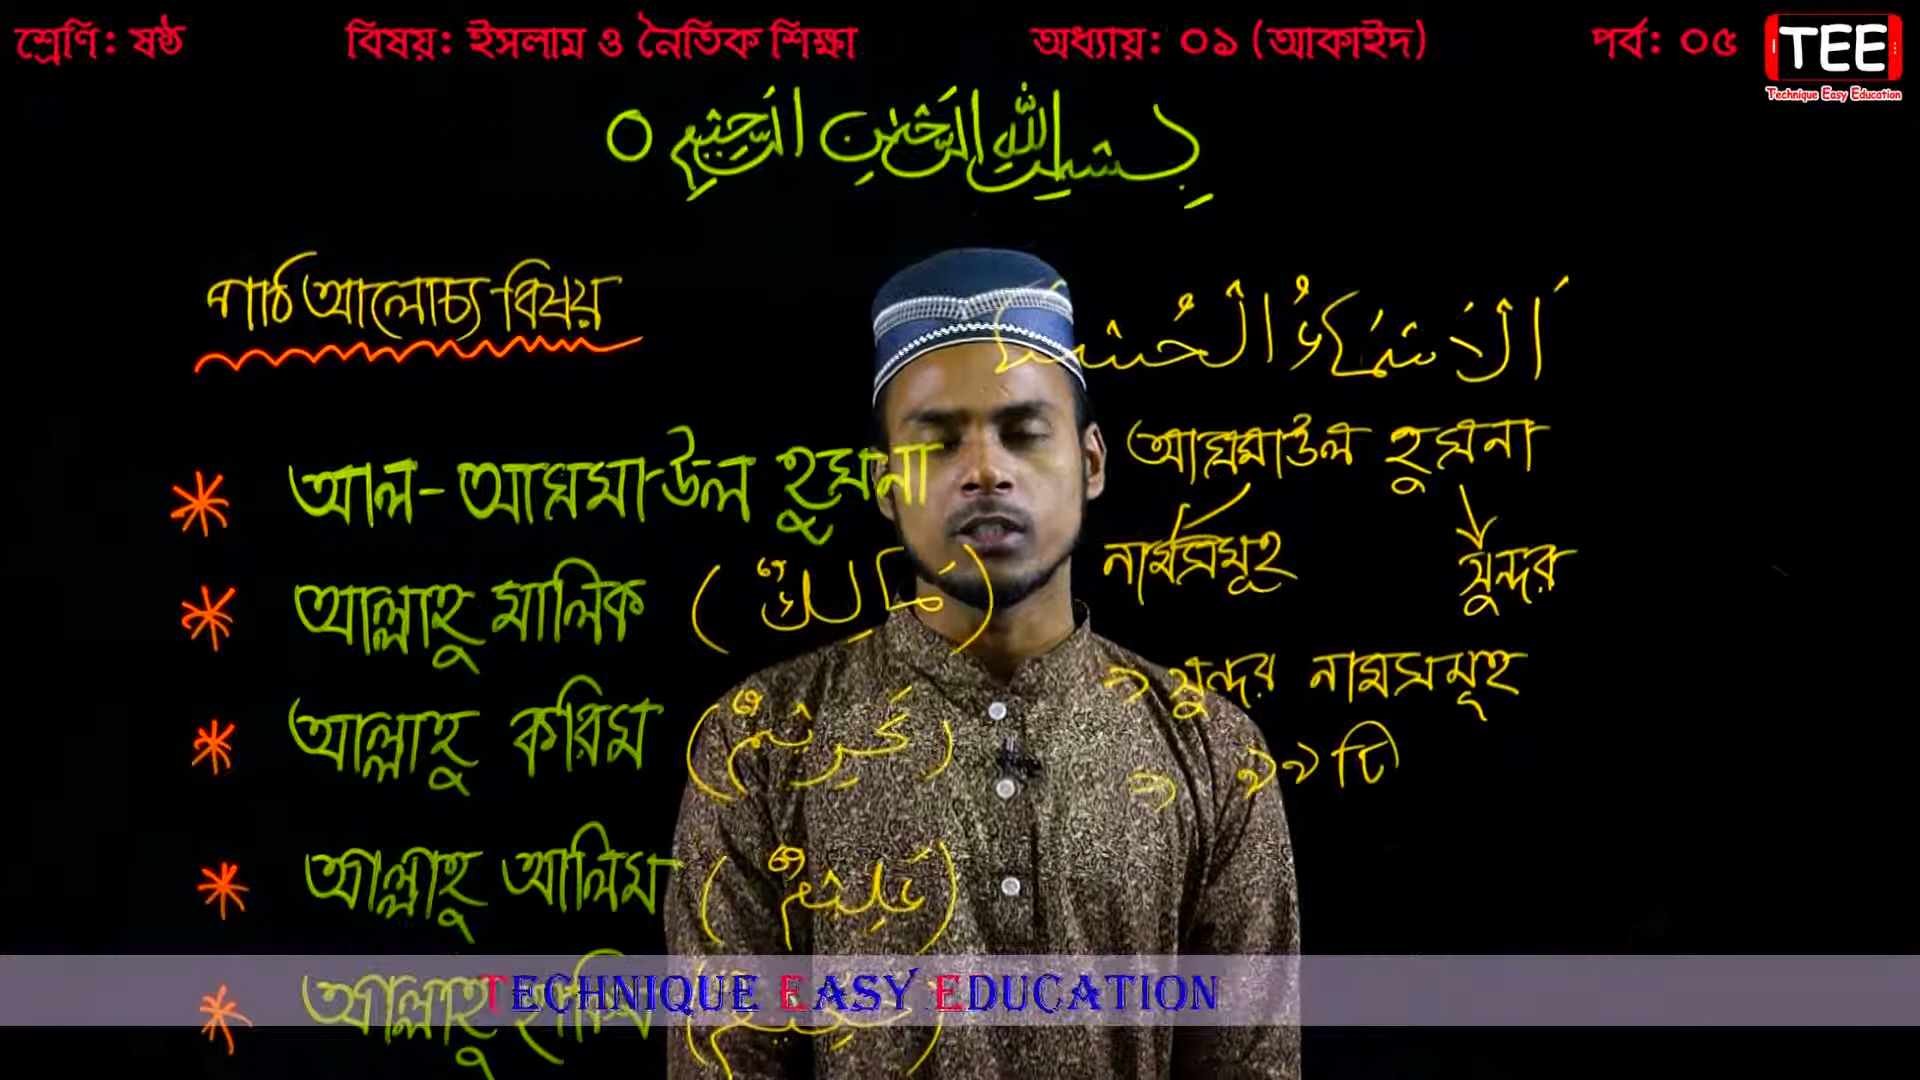 শ্রেণি: ষষ্ঠ বিষয়: ইসলাম ও নৈতিক শিক্ষা অধ্যায়: ০১ (আকাইদ) পর্ব: ০৫
TEE
Technique Easy Education
بِسْمِ اللّٰهِ الرَّحْمٰنِ الرَّحِيْمِ ○
পাঠ আলোচ্য বিষয়
اَلْاَسْمَاءُ الْحُسْنٰى
* আল-আসমাউল হুসনা
আসমাউল হুসনা
নামসমূহ সুন্দর
* আল্লাহু মালিক (مَالِكٌ)
⇒ সুন্দর নামসমূহ
* আল্লাহু করিম (كَرِيْمٌ)
⇒ ৯৯ টি
* আল্লাহু আলিম (عَلِيْمٌ)
* আল্লাহু
TECHNIQUE EASY EDUCATION